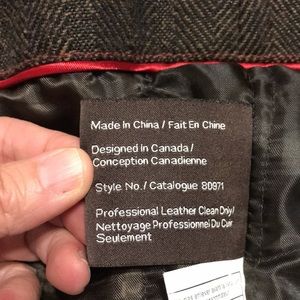 Made In China / Fait En Chine
Designed In Canada /
Conception Canadienne
Style No. / Catalogue 80971
Professional Leather Clean Only/
Nettoyage Professionnel Du Cuir
Seulement